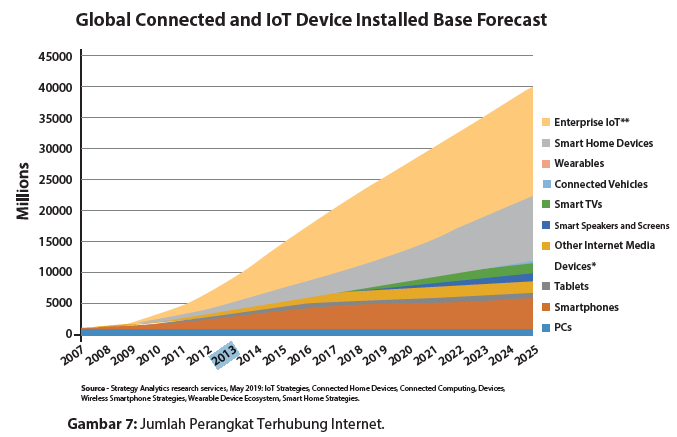 Global Connected and IoT Device Installed Base Forecast
Millions
45000
40000
35000
30000
25000
20000
15000
10000
5000
0
2007 2008 2009 2010 2011 2012 2013 2014 2015 2016 2017 2018 2019 2020 2021 2022 2023 2024 2025
Enterprise IoT**
Smart Home Devices
Wearables
Connected Vehicles
Smart TVs
Smart Speakers and Screens
Other Internet Media
Devices*
Tablets
Smartphones
PCs
Source - Strategy Analytics research services, May 2019: IoT Strategies, Connected Home Devices, Connected Computing, Devices,
Wireless Smartphone Strategies, Wearable Device Ecosystem, Smart Home Strategies.
Gambar 7: Jumlah Perangkat Terhubung Internet.